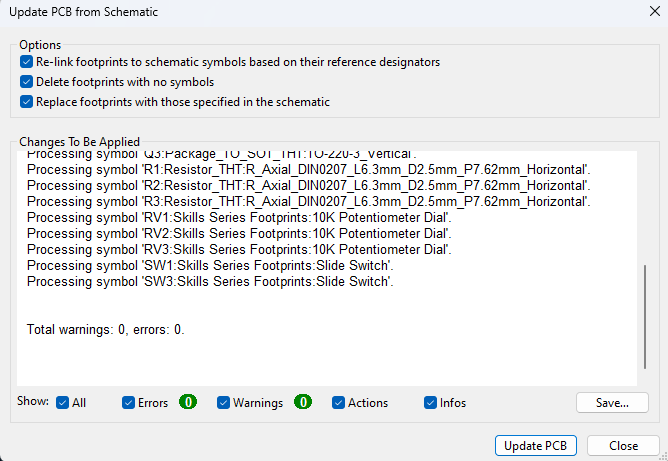 Update PCB from Schematic
Options
Re-link footprints to schematic symbols based on their reference designators
Delete footprints with no symbols
Replace footprints with those specified in the schematic
Changes To Be Applied
Processing symbol 'Q3:Package_TO_SOT_THT:TO-220-3_Vertical'.
Processing symbol 'R1:Resistor_THT:R_Axial_DIN0207_L6.3mm_D2.5mm_P7.62mm_Horizontal'.
Processing symbol 'R2:Resistor_THT:R_Axial_DIN0207_L6.3mm_D2.5mm_P7.62mm_Horizontal'.
Processing symbol 'R3:Resistor_THT:R_Axial_DIN0207_L6.3mm_D2.5mm_P7.62mm_Horizontal'.
Processing symbol 'RV1:Skills Series Footprints:10K Potentiometer Dial'.
Processing symbol 'RV2:Skills Series Footprints:10K Potentiometer Dial'.
Processing symbol 'RV3:Skills Series Footprints:10K Potentiometer Dial'.
Processing symbol 'SW1:Skills Series Footprints:Slide Switch'.
Processing symbol 'SW3:Skills Series Footprints:Slide Switch'.
Total warnings: 0, errors: 0.
Show: All Errors 0 Warnings 0 Actions Infos Save...
Update PCB Close